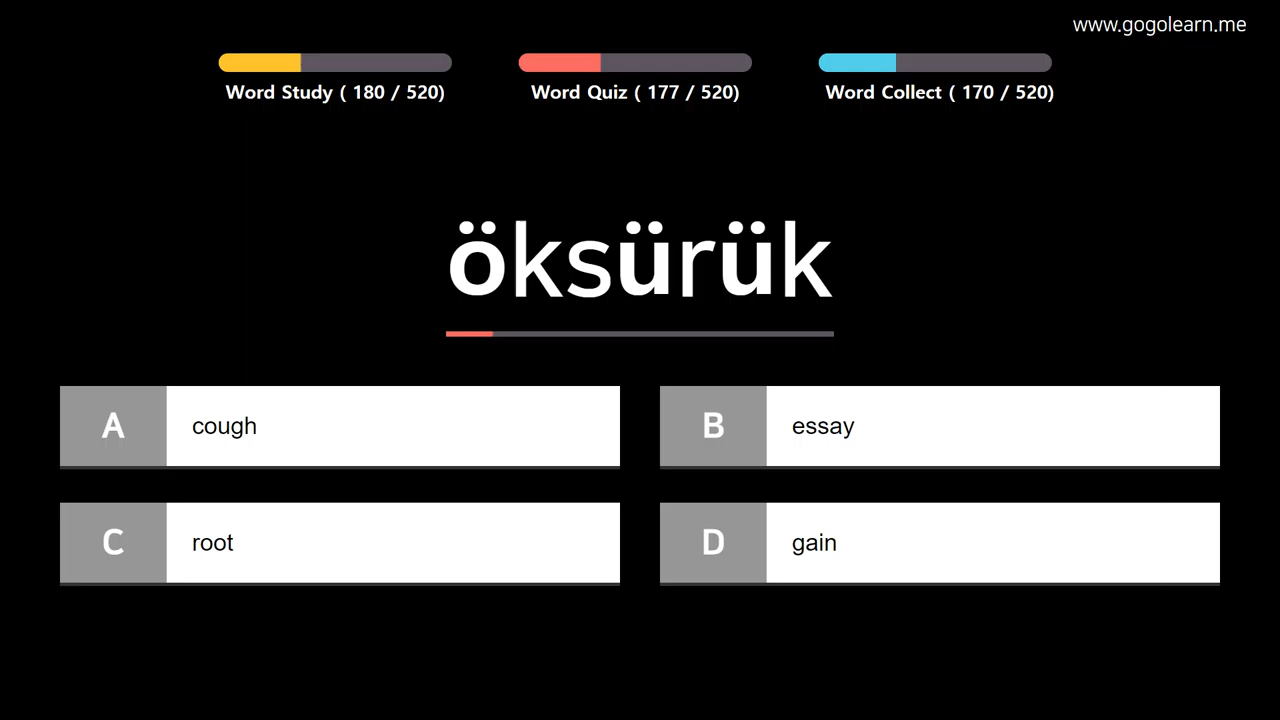 www.gogolearn.me
Word Study ( 180 / 520)
Word Quiz ( 177 / 520)
Word Collect ( 170 / 520)
öksürük
A cough
B essay
C root
D gain